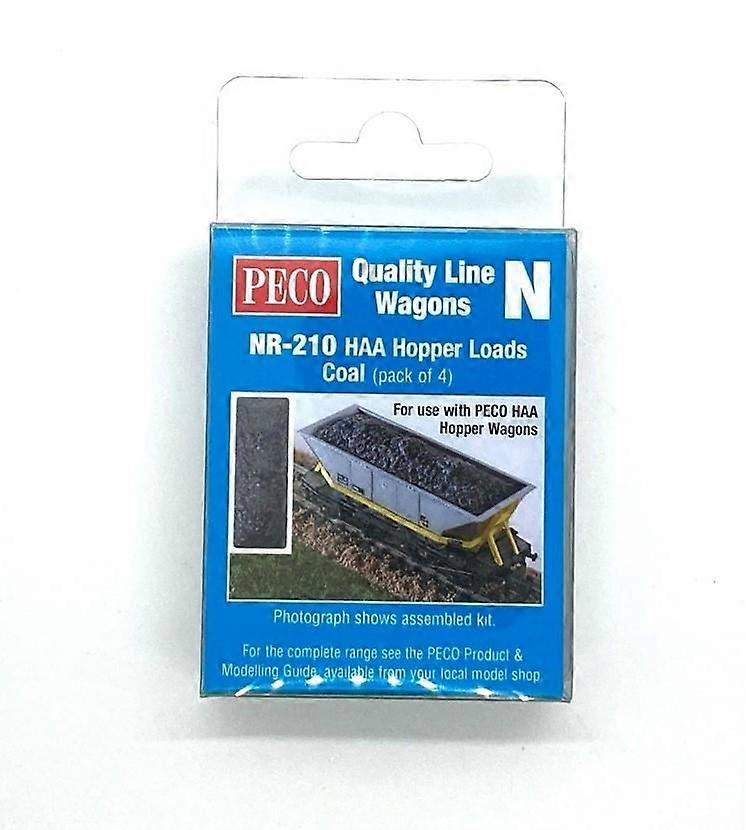 PECO
Quality Line
Wagons
N
NR-210 HAA Hopper Loads
Coal (pack of 4)
For use with PECO HAA
Hopper Wagons
Photograph shows assembled kit.
For the complete range see the PECO Product &
Modelling Guide, available from your local model shop